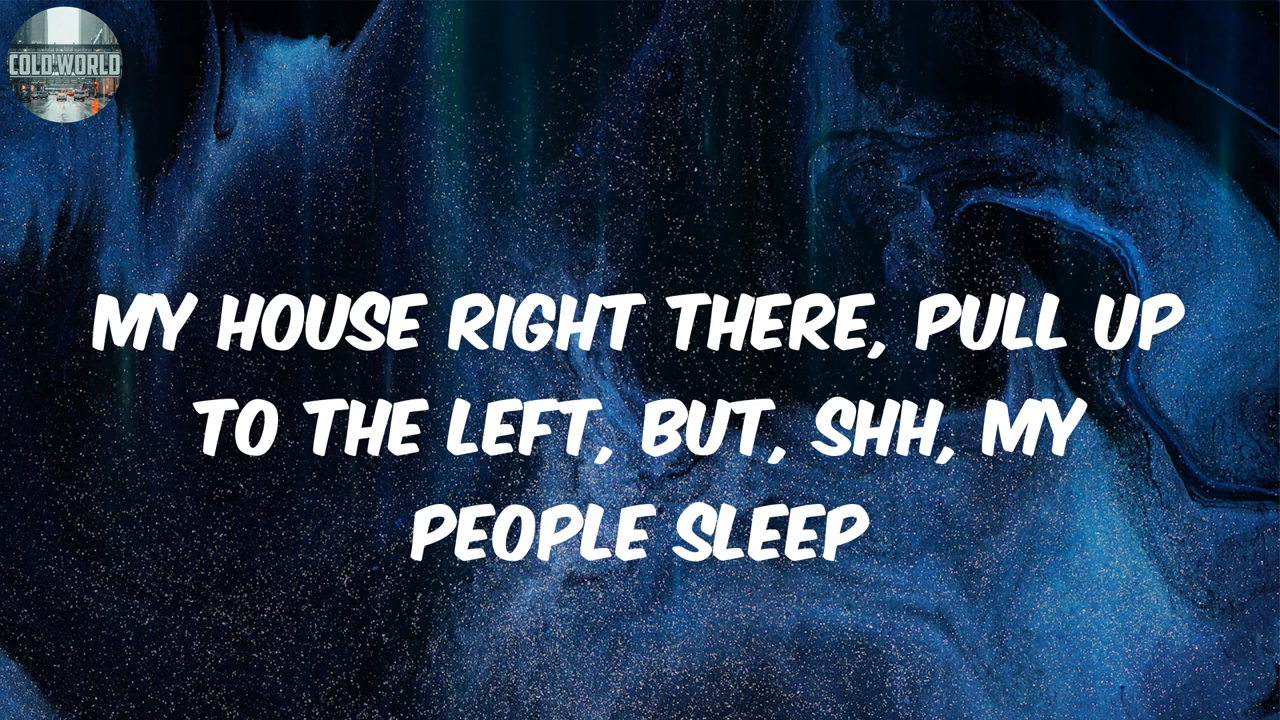 COLD WORLD
MY HOUSE RIGHT THERE, PULL UP
TO THE LEFT, BUT, SHH, MY
PEOPLE SLEEP